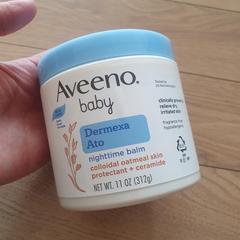 Aveeno.
baby
Dermexa
Ato
nighttime balm
colloidal oatmeal skin
protectant + ceramide
NET WT. 11 OZ (312g)
clinically proven
relieve dry
irritated skin
fragrance free
hypoallergenic